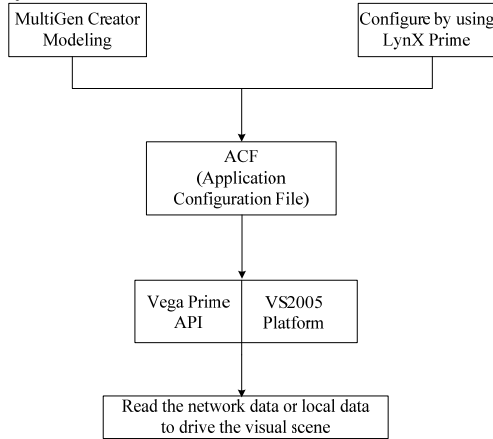 MultiGen Creator
Modeling
Configure by using
LynX Prime
ACF
(Application
Configuration File)
Vega Prime
API
VS2005
Platform
Read the network data or local data
to drive the visual scene